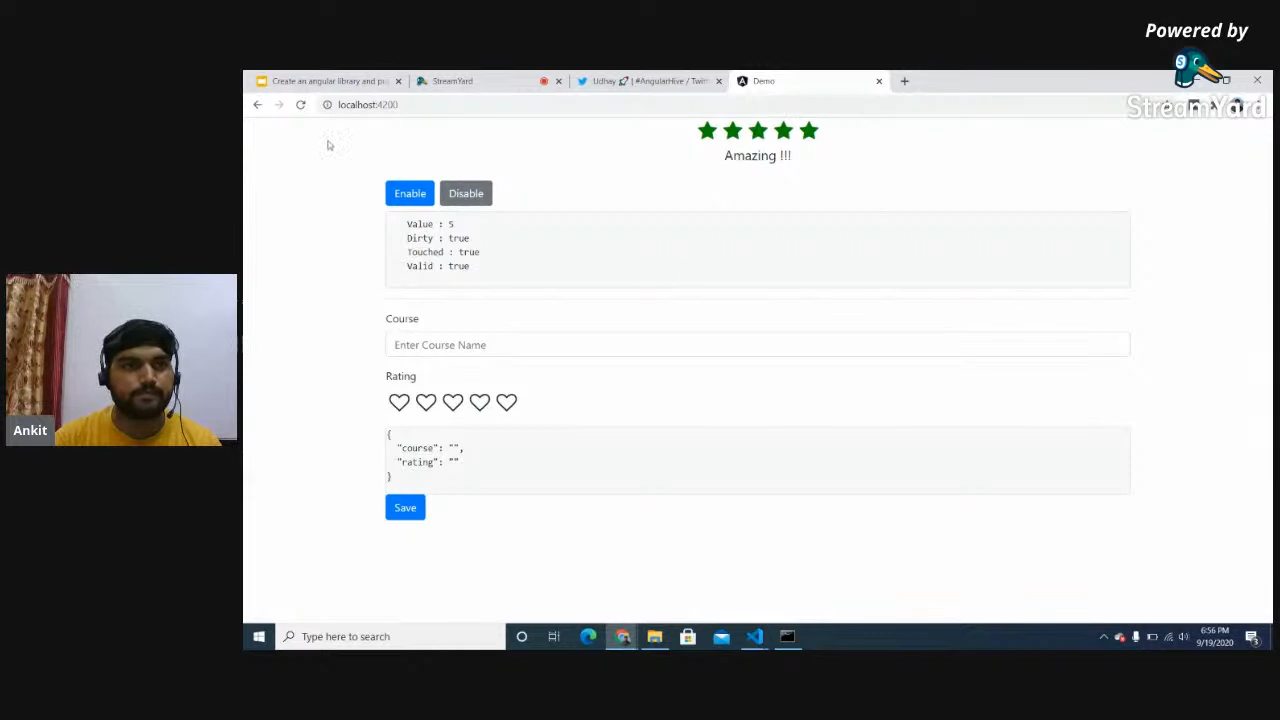 Powered by
StreamYard
Create an angular library and pu
StreamYard
Udhay 🚀 | #AngularHive / Twitt
Demo
localhost:4200
Amazing !!!
Enable
Disable
Value : 5
Dirty : true
Touched : true
Valid : true
Course
Enter Course Name
Rating
{
"course": "",
"rating": ""
}
Save
Ankit
Type here to search
6:56 PM
9/19/2020
3